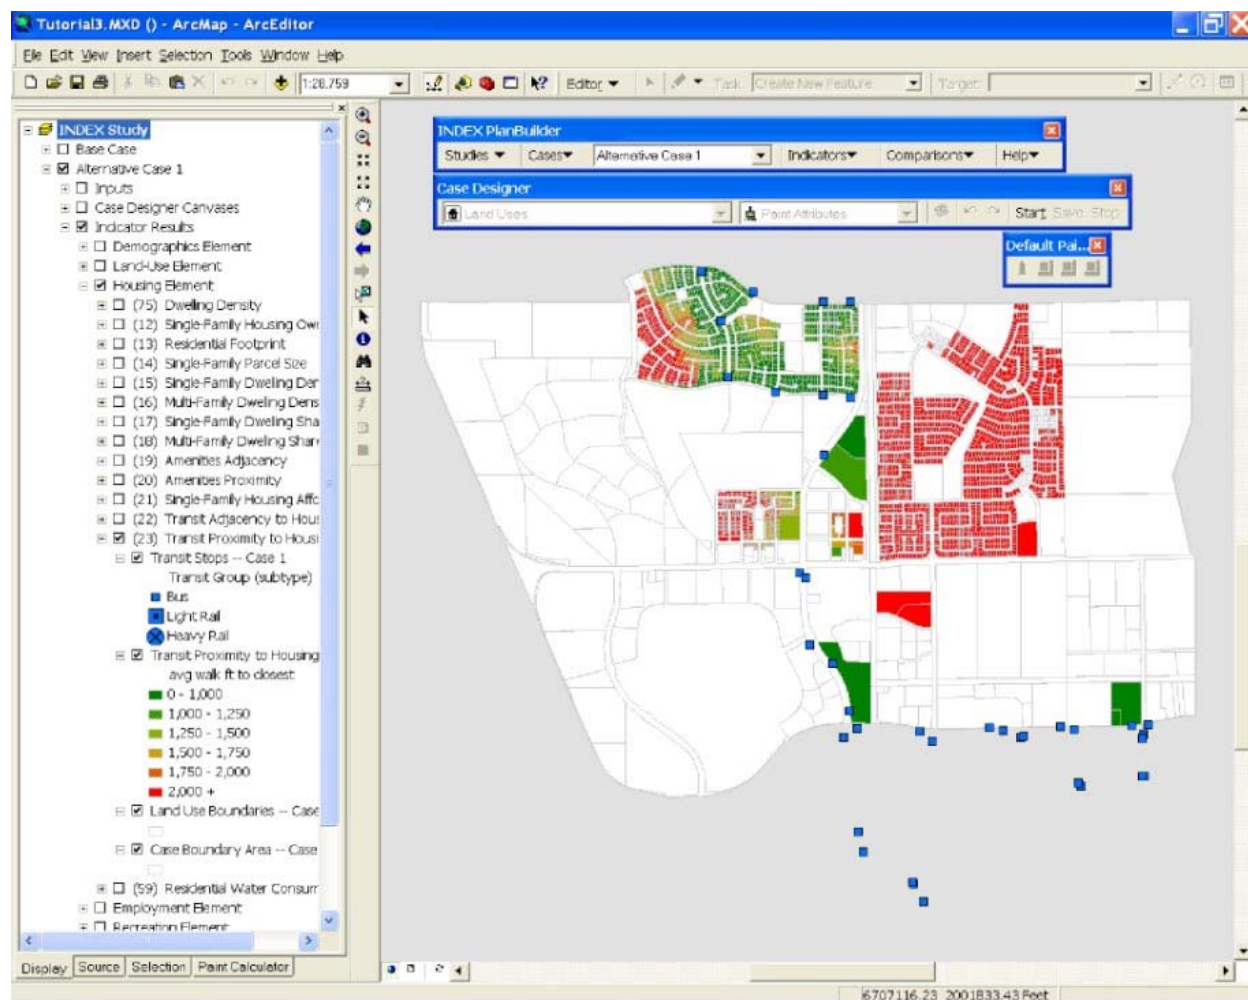 Tutorial3.MXD () - ArcMap - ArcEditor
File Edit View Insert Selection Tools Window Help
1:28,759 Editor Task: Create New Feature Target:
INDEX Study
Base Case
Alternative Case 1
Inputs
Case Designer Canvases
Indicator Results
Demographics Element
Land-Use Element
Housing Element
(75) Dwelling Density
(12) Single-Family Housing Own
(13) Residential Footprint
(14) Single-Family Parcel Size
(15) Single-Family Dwelling Den
(16) Multi-Family Dwelling Dens
(17) Single-Family Dwelling Sha
(18) Multi-Family Dwelling Share
(19) Amenities Adjacency
(20) Amenities Proximity
(21) Single-Family Housing Affo
(22) Transit Adjacency to Hous
(23) Transit Proximity to Housi
Transit Stops -- Case 1
Transit Group (subtype)
Bus
Light Rail
Heavy Rail
Transit Proximity to Housing
avg walk ft to closest
0 - 1,000
1,000 - 1,250
1,250 - 1,500
1,500 - 1,750
1,750 - 2,000
2,000 +
Land Use Boundaries -- Case
Case Boundary Area -- Case
(59) Residential Water Consum
Employment Element
Recreation Element
Display Source Selection Paint Calculator
INDEX PlanBuilder
Studies Cases Alternative Case 1 Indicators Comparisons Help
Case Designer
Land Uses Paint Attributes Start Save Stop
Default Pai...
6707116.23 2001833.43 Feet